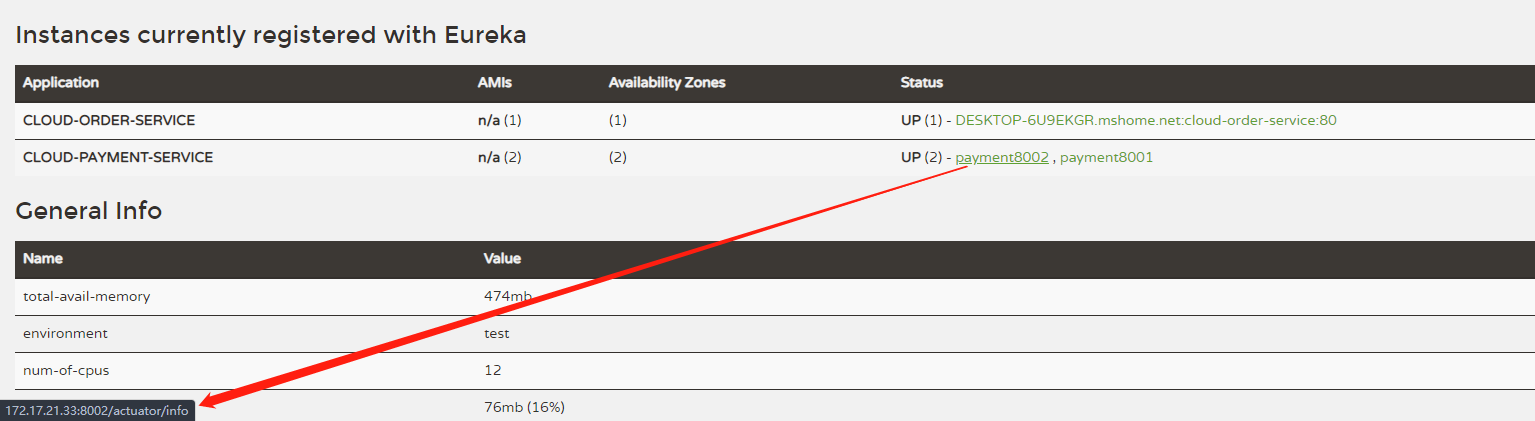 Instances currently registered with Eureka
Application AMIs Availability Zones Status
CLOUD-ORDER-SERVICE n/a (1) (1) UP (1) - DESKTOP-6U9EKGR.mshome.net:cloud-order-service:80
CLOUD-PAYMENT-SERVICE n/a (2) (2) UP (2) - payment8002 , payment8001
General Info
Name Value
total-avail-memory 474mb
environment test
num-of-cpus 12
76mb (16%)
172.17.21.33:8002/actuator/info